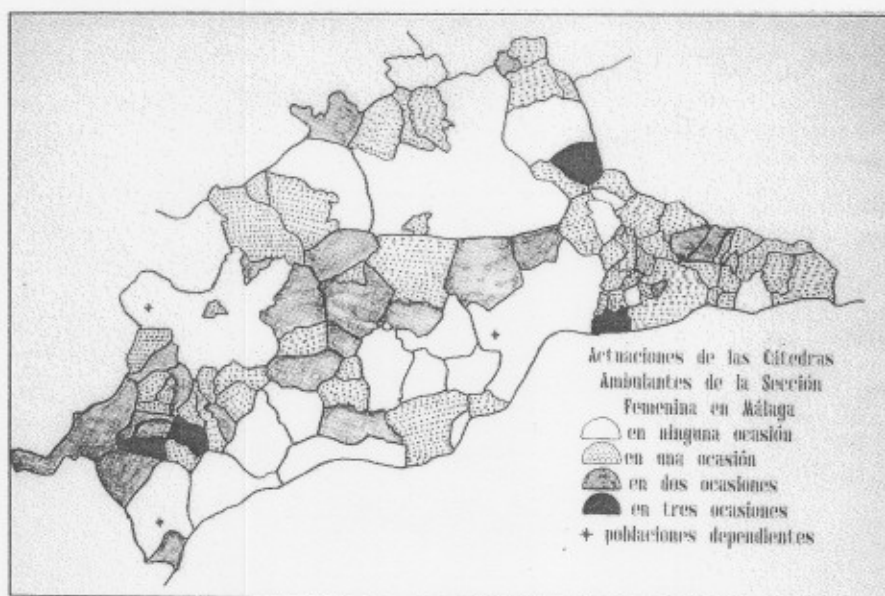 Actuaciones de las Cátedras
Ambulantes de la Sección
Femenina en Málaga
en ninguna ocasión
en una ocasión
en dos ocasiones
en tres ocasiones
+ poblaciones dependientes